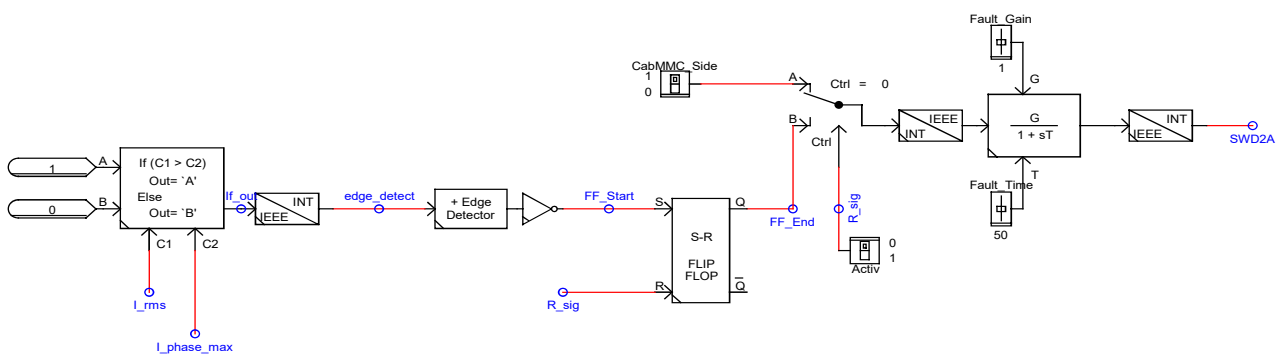 Fault_Gain
1
G
CabMMC_Side
1
0
A
Ctrl = 0
B
Ctrl
IEEE
INT
G
1 + sT
INT
IEEE
SWD2A
T
Fault_Time
50
1
A
0
B
If (C1 > C2)
Out= `A'
Else
Out= `B'
C1
C2
If_out
INT
IEEE
edge_detect
+ Edge
Detector
FF_Start
S
Q
S-R
FLIP
FLOP
R
Q
FF_End
R_sig
0
1
Activ
R_sig
I_rms
I_phase_max